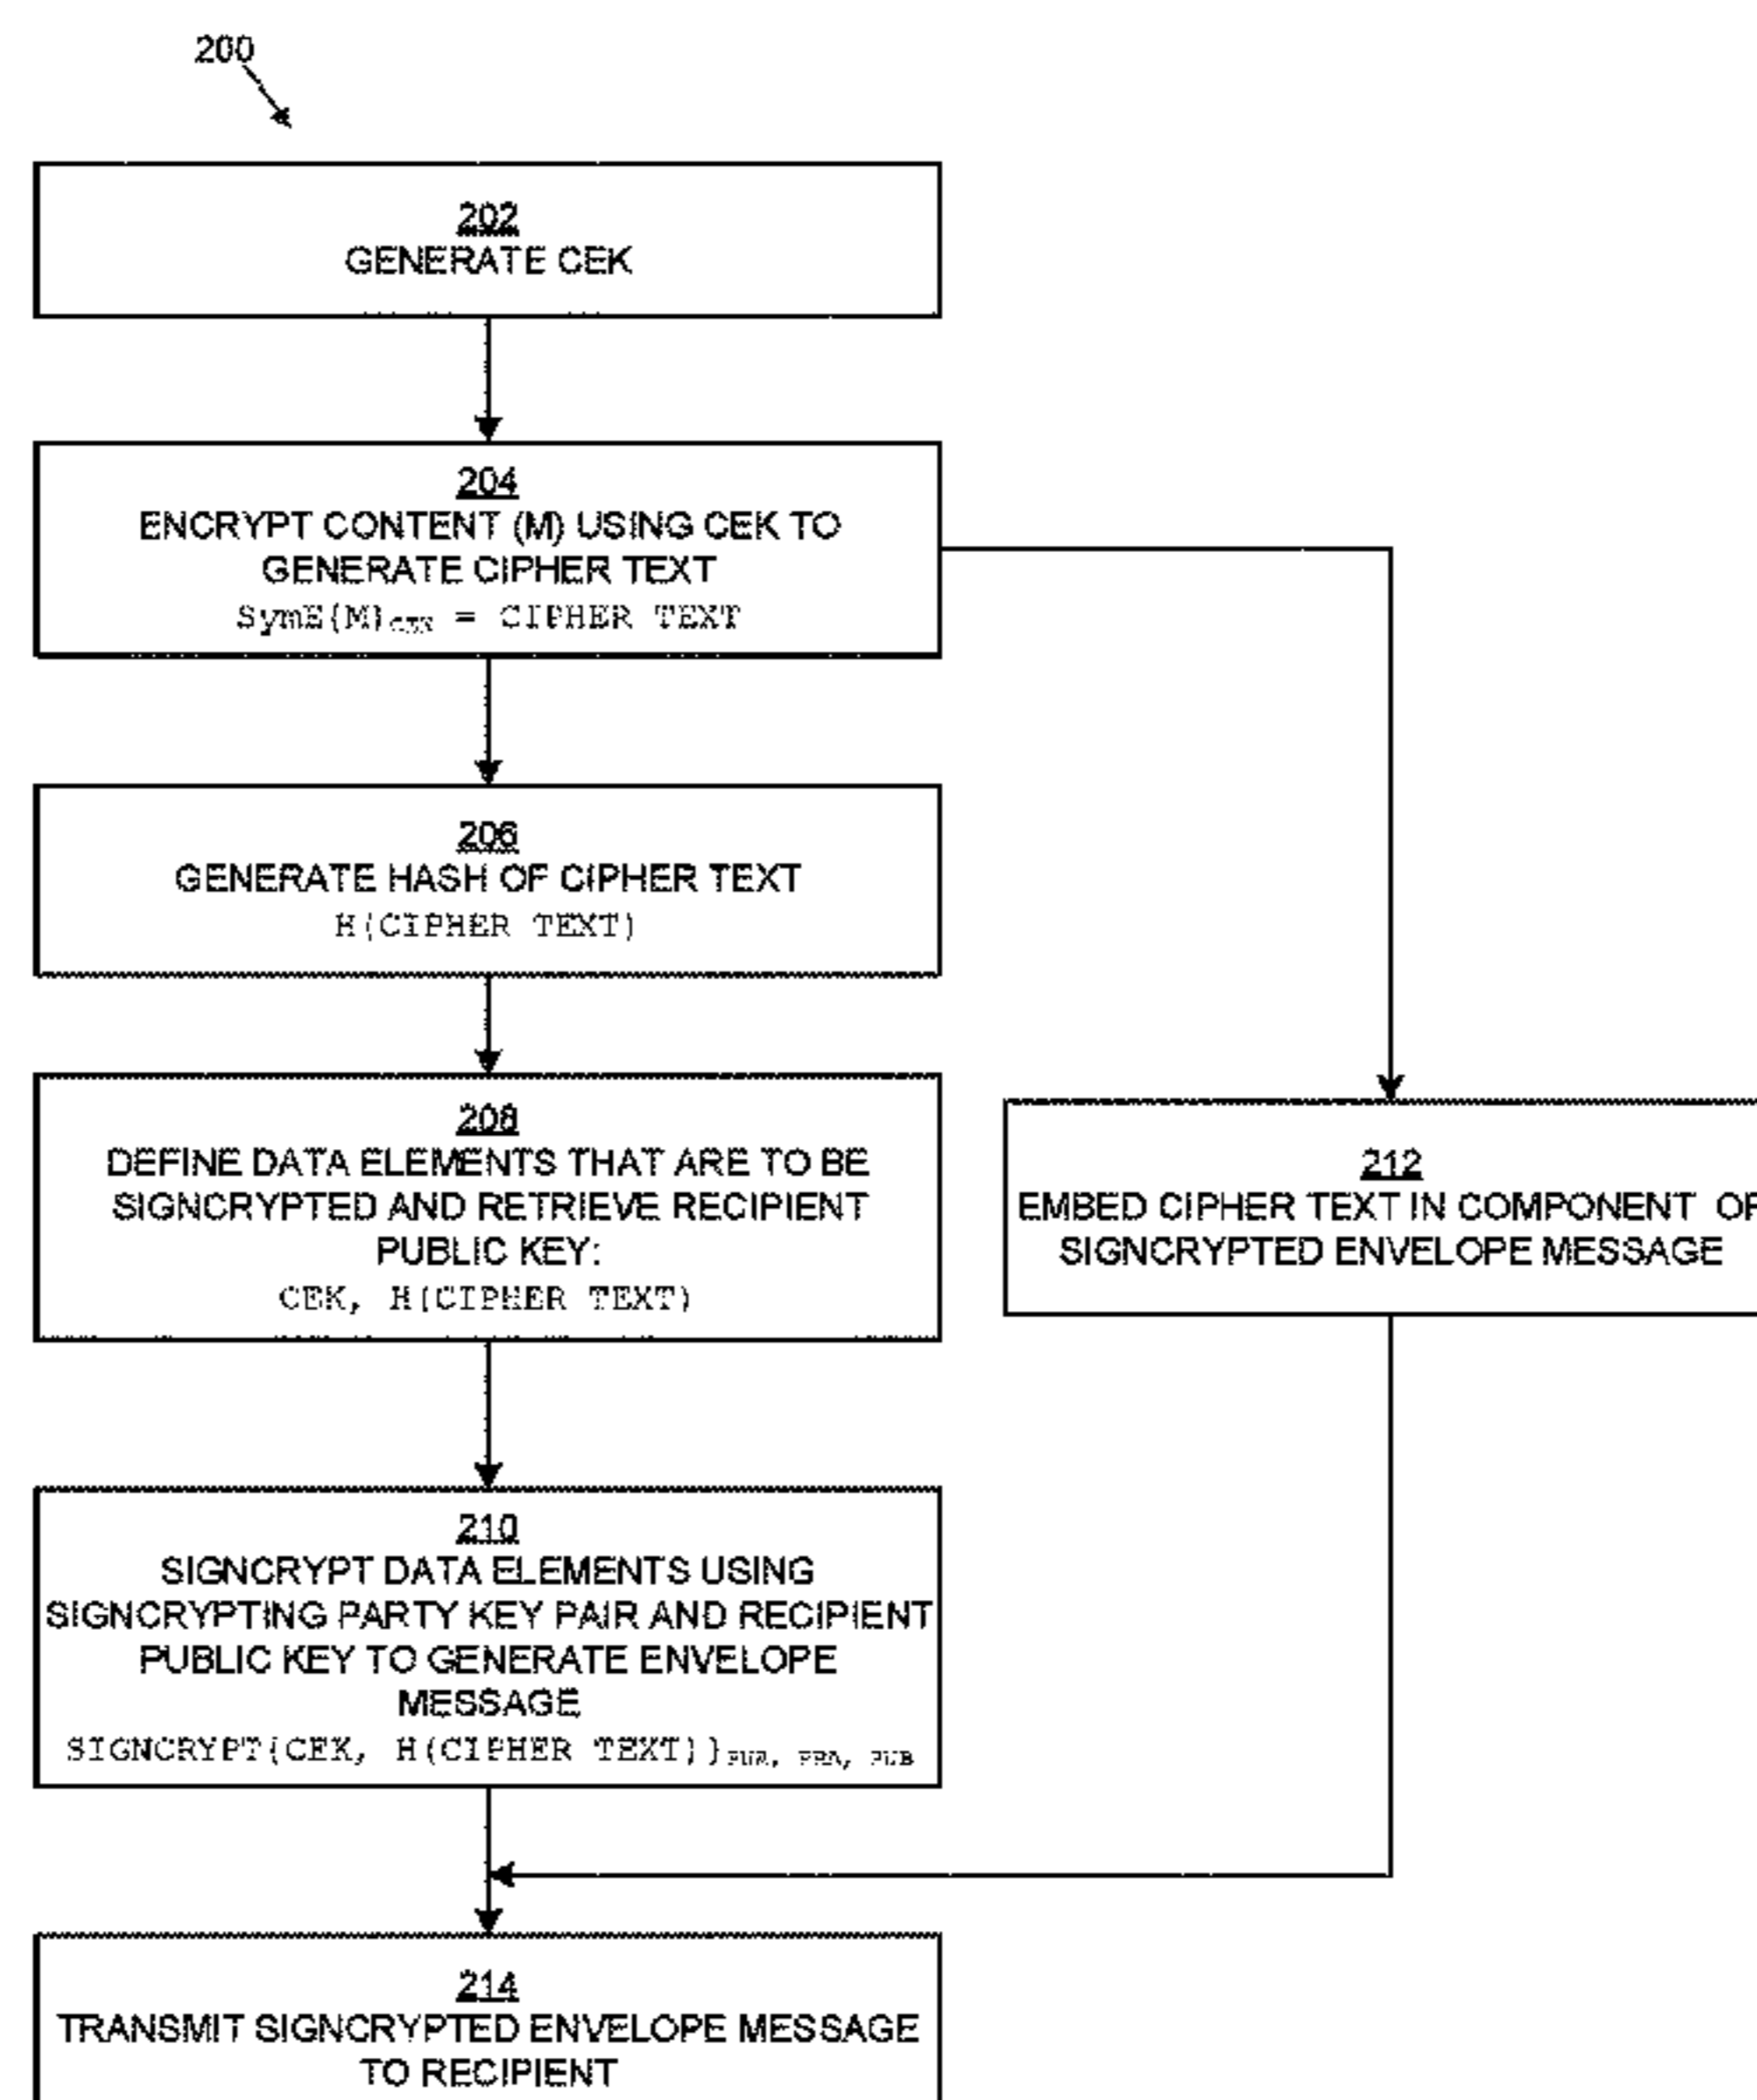 200
202
GENERATE CEK
204
ENCRYPT CONTENT (M) USING CEK TO
GENERATE CIPHER TEXT
SymE{M}CEK = CIPHER TEXT
206
GENERATE HASH OF CIPHER TEXT
H(CIPHER TEXT)
208
DEFINE DATA ELEMENTS THAT ARE TO BE
SIGNCRYPTED AND RETRIEVE RECIPIENT
PUBLIC KEY:
CEK, H(CIPHER TEXT)
212
EMBED CIPHER TEXT IN COMPONENT OF
SIGNCRYPTED ENVELOPE MESSAGE
210
SIGNCRYPT DATA ELEMENTS USING
SIGNCRYPTING PARTY KEY PAIR AND RECIPIENT
PUBLIC KEY TO GENERATE ENVELOPE
MESSAGE
SIGNCRYPT{CEK, H(CIPHER TEXT)}PUA, PRA, PUB
214
TRANSMIT SIGNCRYPTED ENVELOPE MESSAGE
TO RECIPIENT